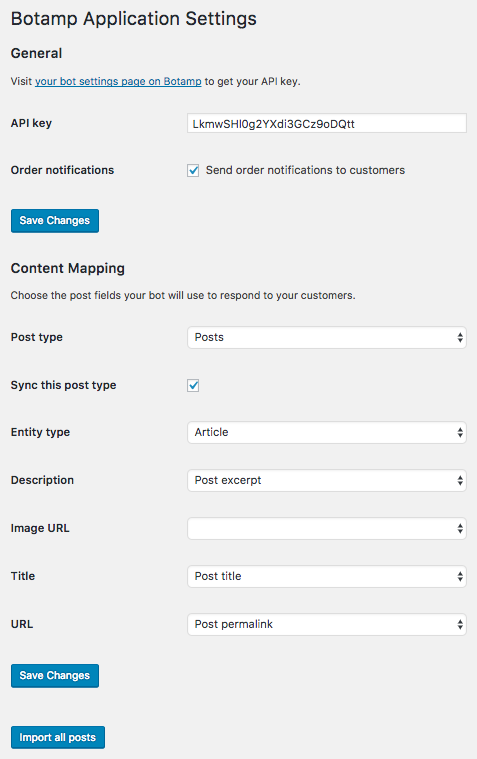 Botamp Application Settings
General
Visit your bot settings page on Botamp to get your API key.
API key LkmwSHl0g2YXdi3GCz9oDQtt
Order notifications Send order notifications to customers
Save Changes
Content Mapping
Choose the post fields your bot will use to respond to your customers.
Post type Posts
Sync this post type
Entity type Article
Description Post excerpt
Image URL
Title Post title
URL Post permalink
Save Changes
Import all posts